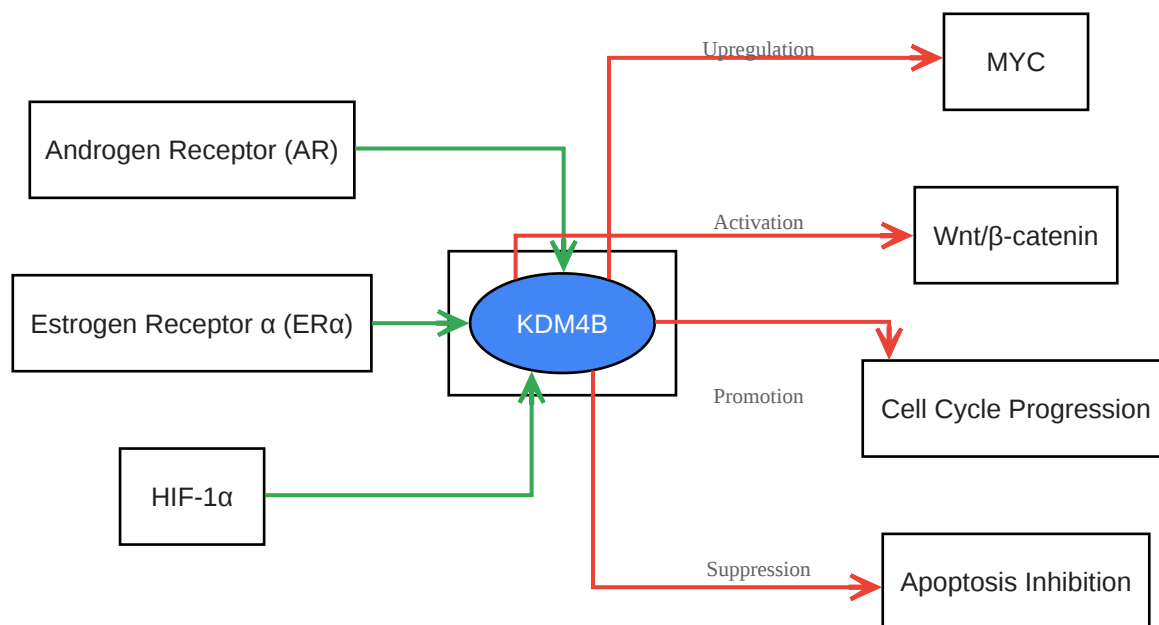 Upregulation
MYC
Androgen Receptor (AR)
Activation
Wnt/β-catenin
Estrogen Receptor α (ERα)
KDM4B
Promotion
Cell Cycle Progression
HIF-1α
Suppression
Apoptosis Inhibition